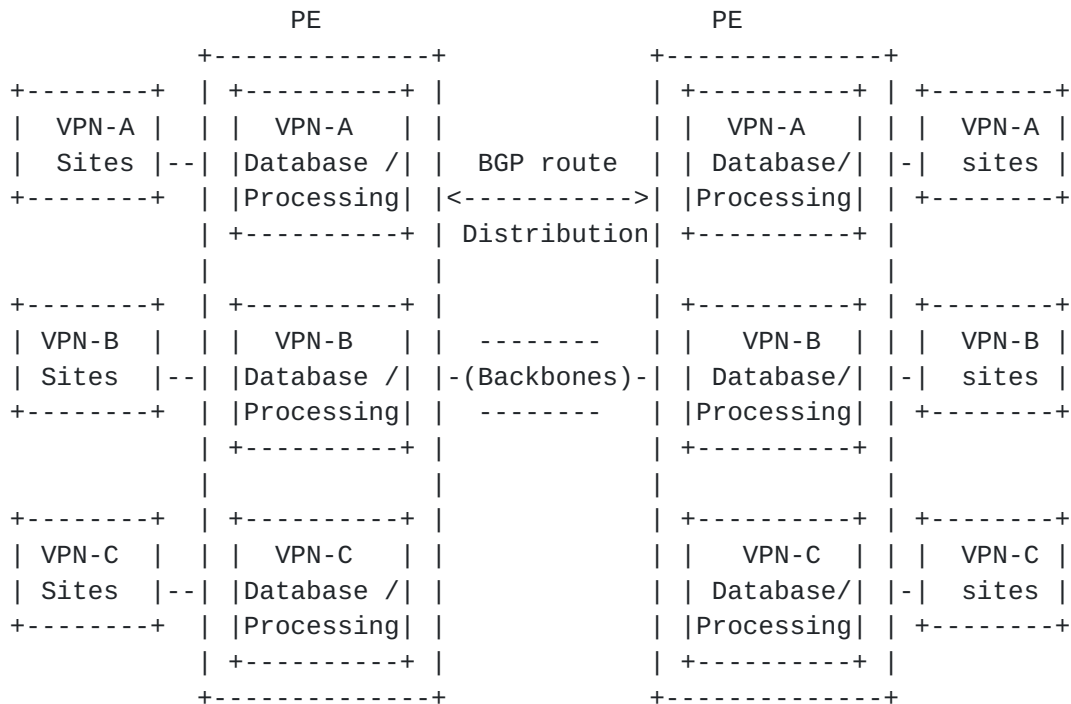 PE PE
VPN-A VPN-A VPN-A VPN-A
Sites Database / BGP route Database/ sites
Processing Processing
Distribution
VPN-B VPN-B VPN-B VPN-B
Sites Database / (Backbones) Database/ sites
Processing Processing
VPN-C VPN-C VPN-C VPN-C
Sites Database / Database/ sites
Processing Processing